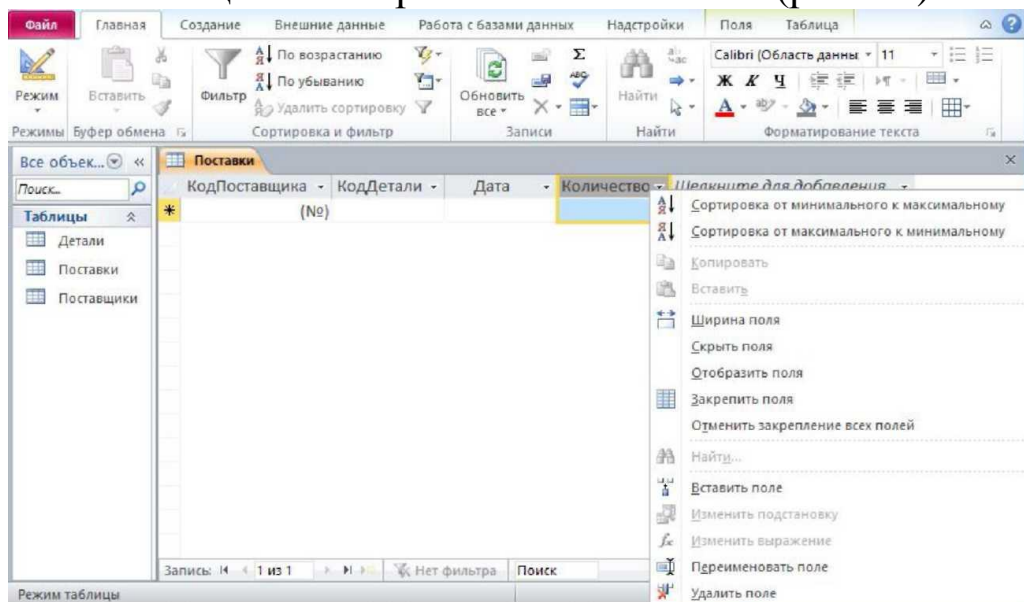 Файл Главная Создание Внешние данные Работа с базами данных Надстройки Поля Таблица
По возрастанию Calibri (Область данны 11
Режим Вставить Фильтр По убыванию Обновить все Найти Ж К Ч
Удалить сортировку
Режимы Буфер обмена Сортировка и фильтр Записи Найти Форматирование текста
Все объек... « Поставки
Поиск... КодПоставщика КодДетали Дата Количество Щелкните для добавления
Таблицы (№)
Детали
Поставки
Поставщики
Сортировка от минимального к максимальному
Сортировка от максимального к минимальному
Копировать
Вставить
Ширина поля
Скрыть поля
Отобразить поля
Закрепить поля
Отменить закрепление всех полей
Найти...
Вставить поле
Изменить подстановку
Изменить выражение
Переименовать поле
Удалить поле
Запись: 1 из 1 Нет фильтра Поиск
Режим таблицы